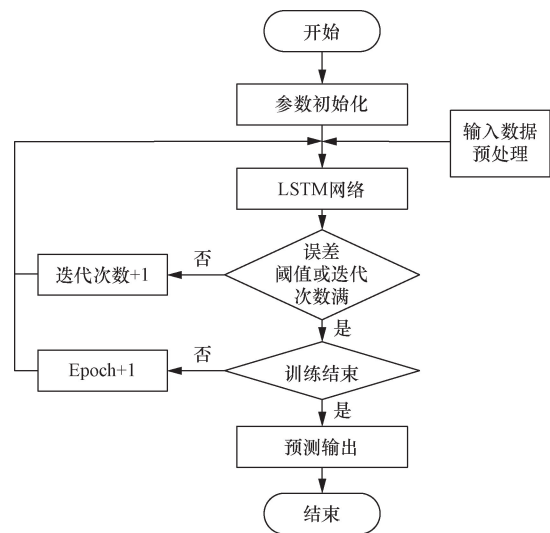 开始
参数初始化
输入数据
预处理
LSTM网络
误差
阈值或迭代
次数满
否
迭代次数+1
是
训练结束
否
Epoch+1
是
预测输出
结束